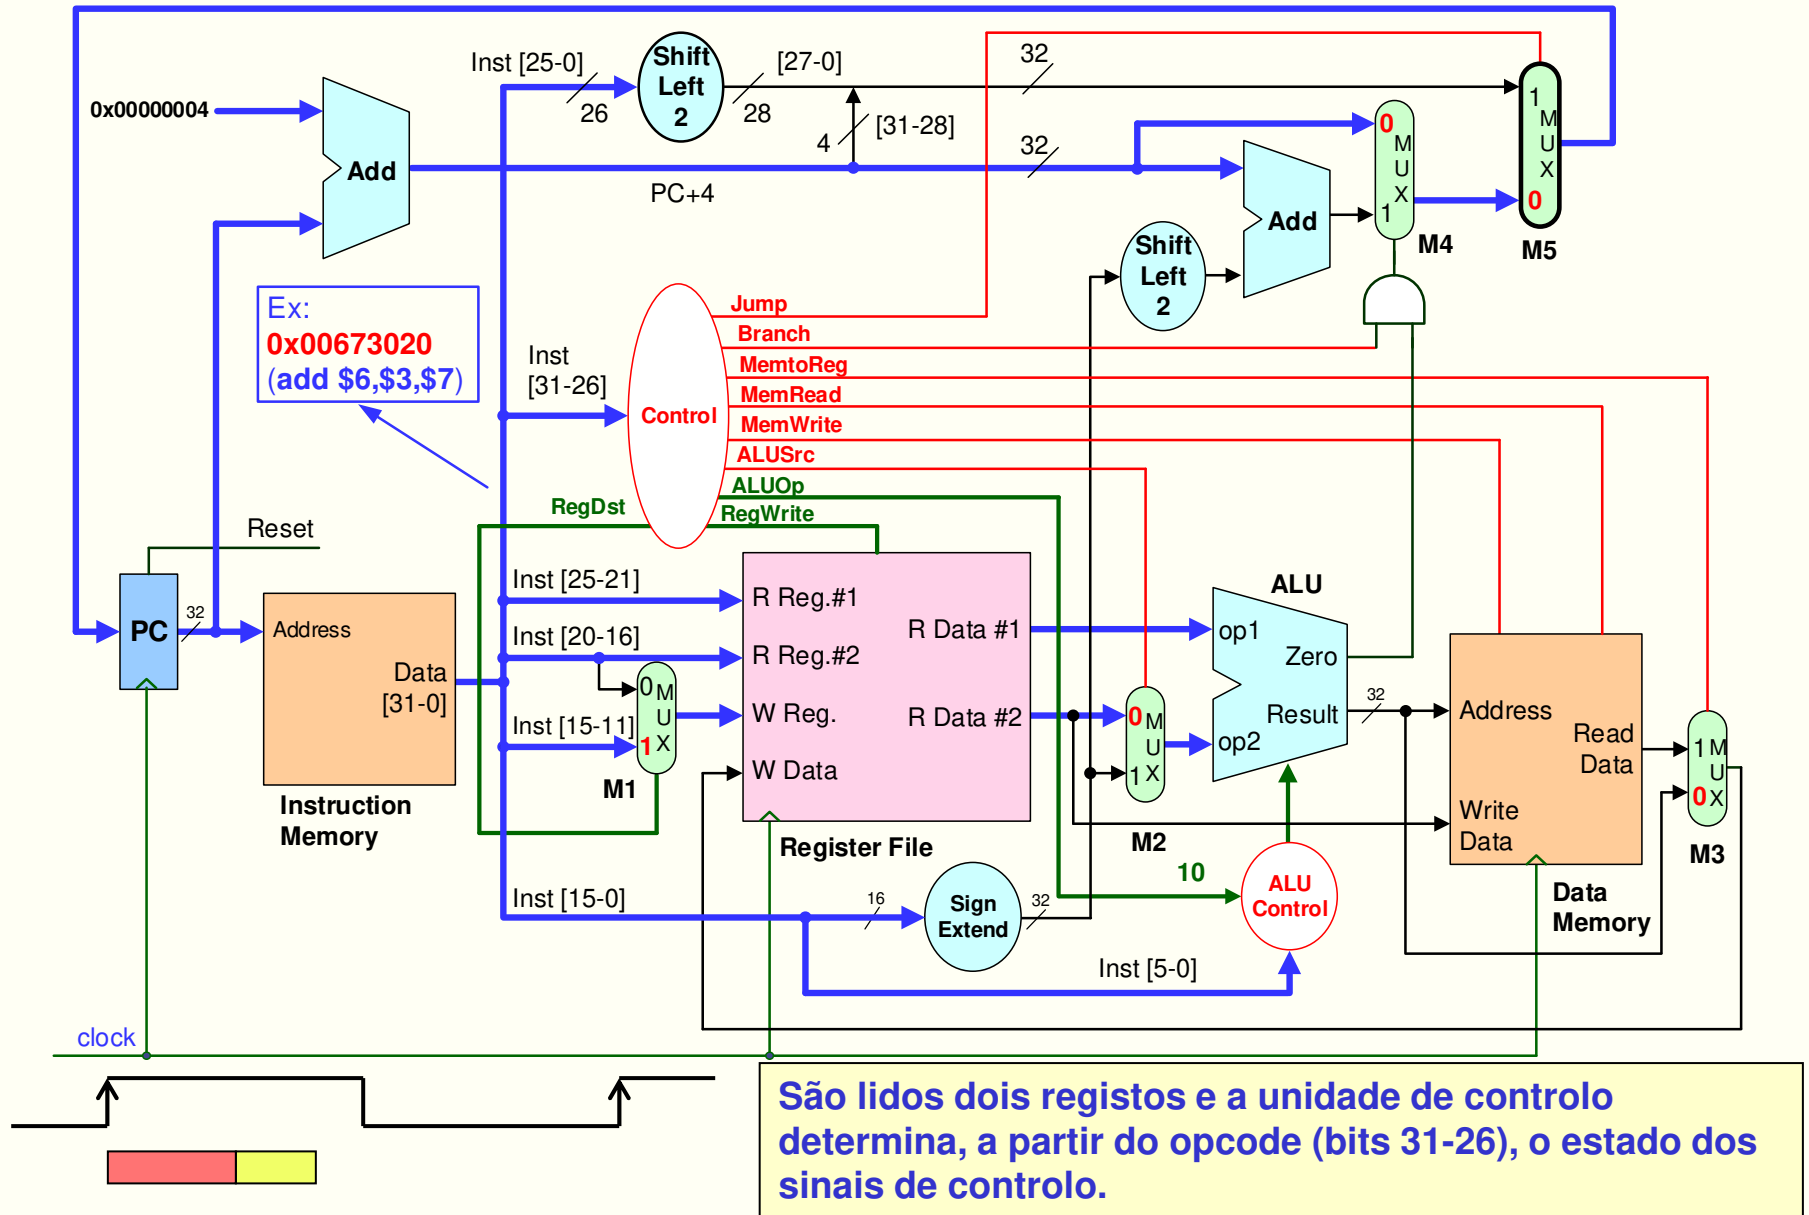 Inst [25-0]
26
Shift
Left
2
[27-0]
28
32
4
[31-28]
0x00000004
Add
PC+4
32
Add
Shift
Left
2
0
M
U
X
1
M4
1
M
U
X
0
M5
Ex:
0x00673020
(add $6,$3,$7)
Inst
[31-26]
Control
Jump
Branch
MemtoReg
MemRead
MemWrite
ALUSrc
ALUOp
RegDst
RegWrite
Reset
PC
32
Address
Data
[31-0]
Instruction
Memory
Inst [25-21]
Inst [20-16]
Inst [15-11]
0
M
U
1
X
M1
R Reg.#1
R Reg.#2
W Reg.
W Data
R Data #1
R Data #2
Register File
0
M
U
1
X
M2
ALU
op1
Zero
Result
op2
32
Address
Read
Data
Write
Data
Data
Memory
1
M
U
0
X
M3
10
ALU
Control
Inst [15-0]
16
Sign
Extend
32
Inst [5-0]
clock
São lidos dois registos e a unidade de controlo
determina, a partir do opcode (bits 31-26), o estado dos
sinais de controlo.